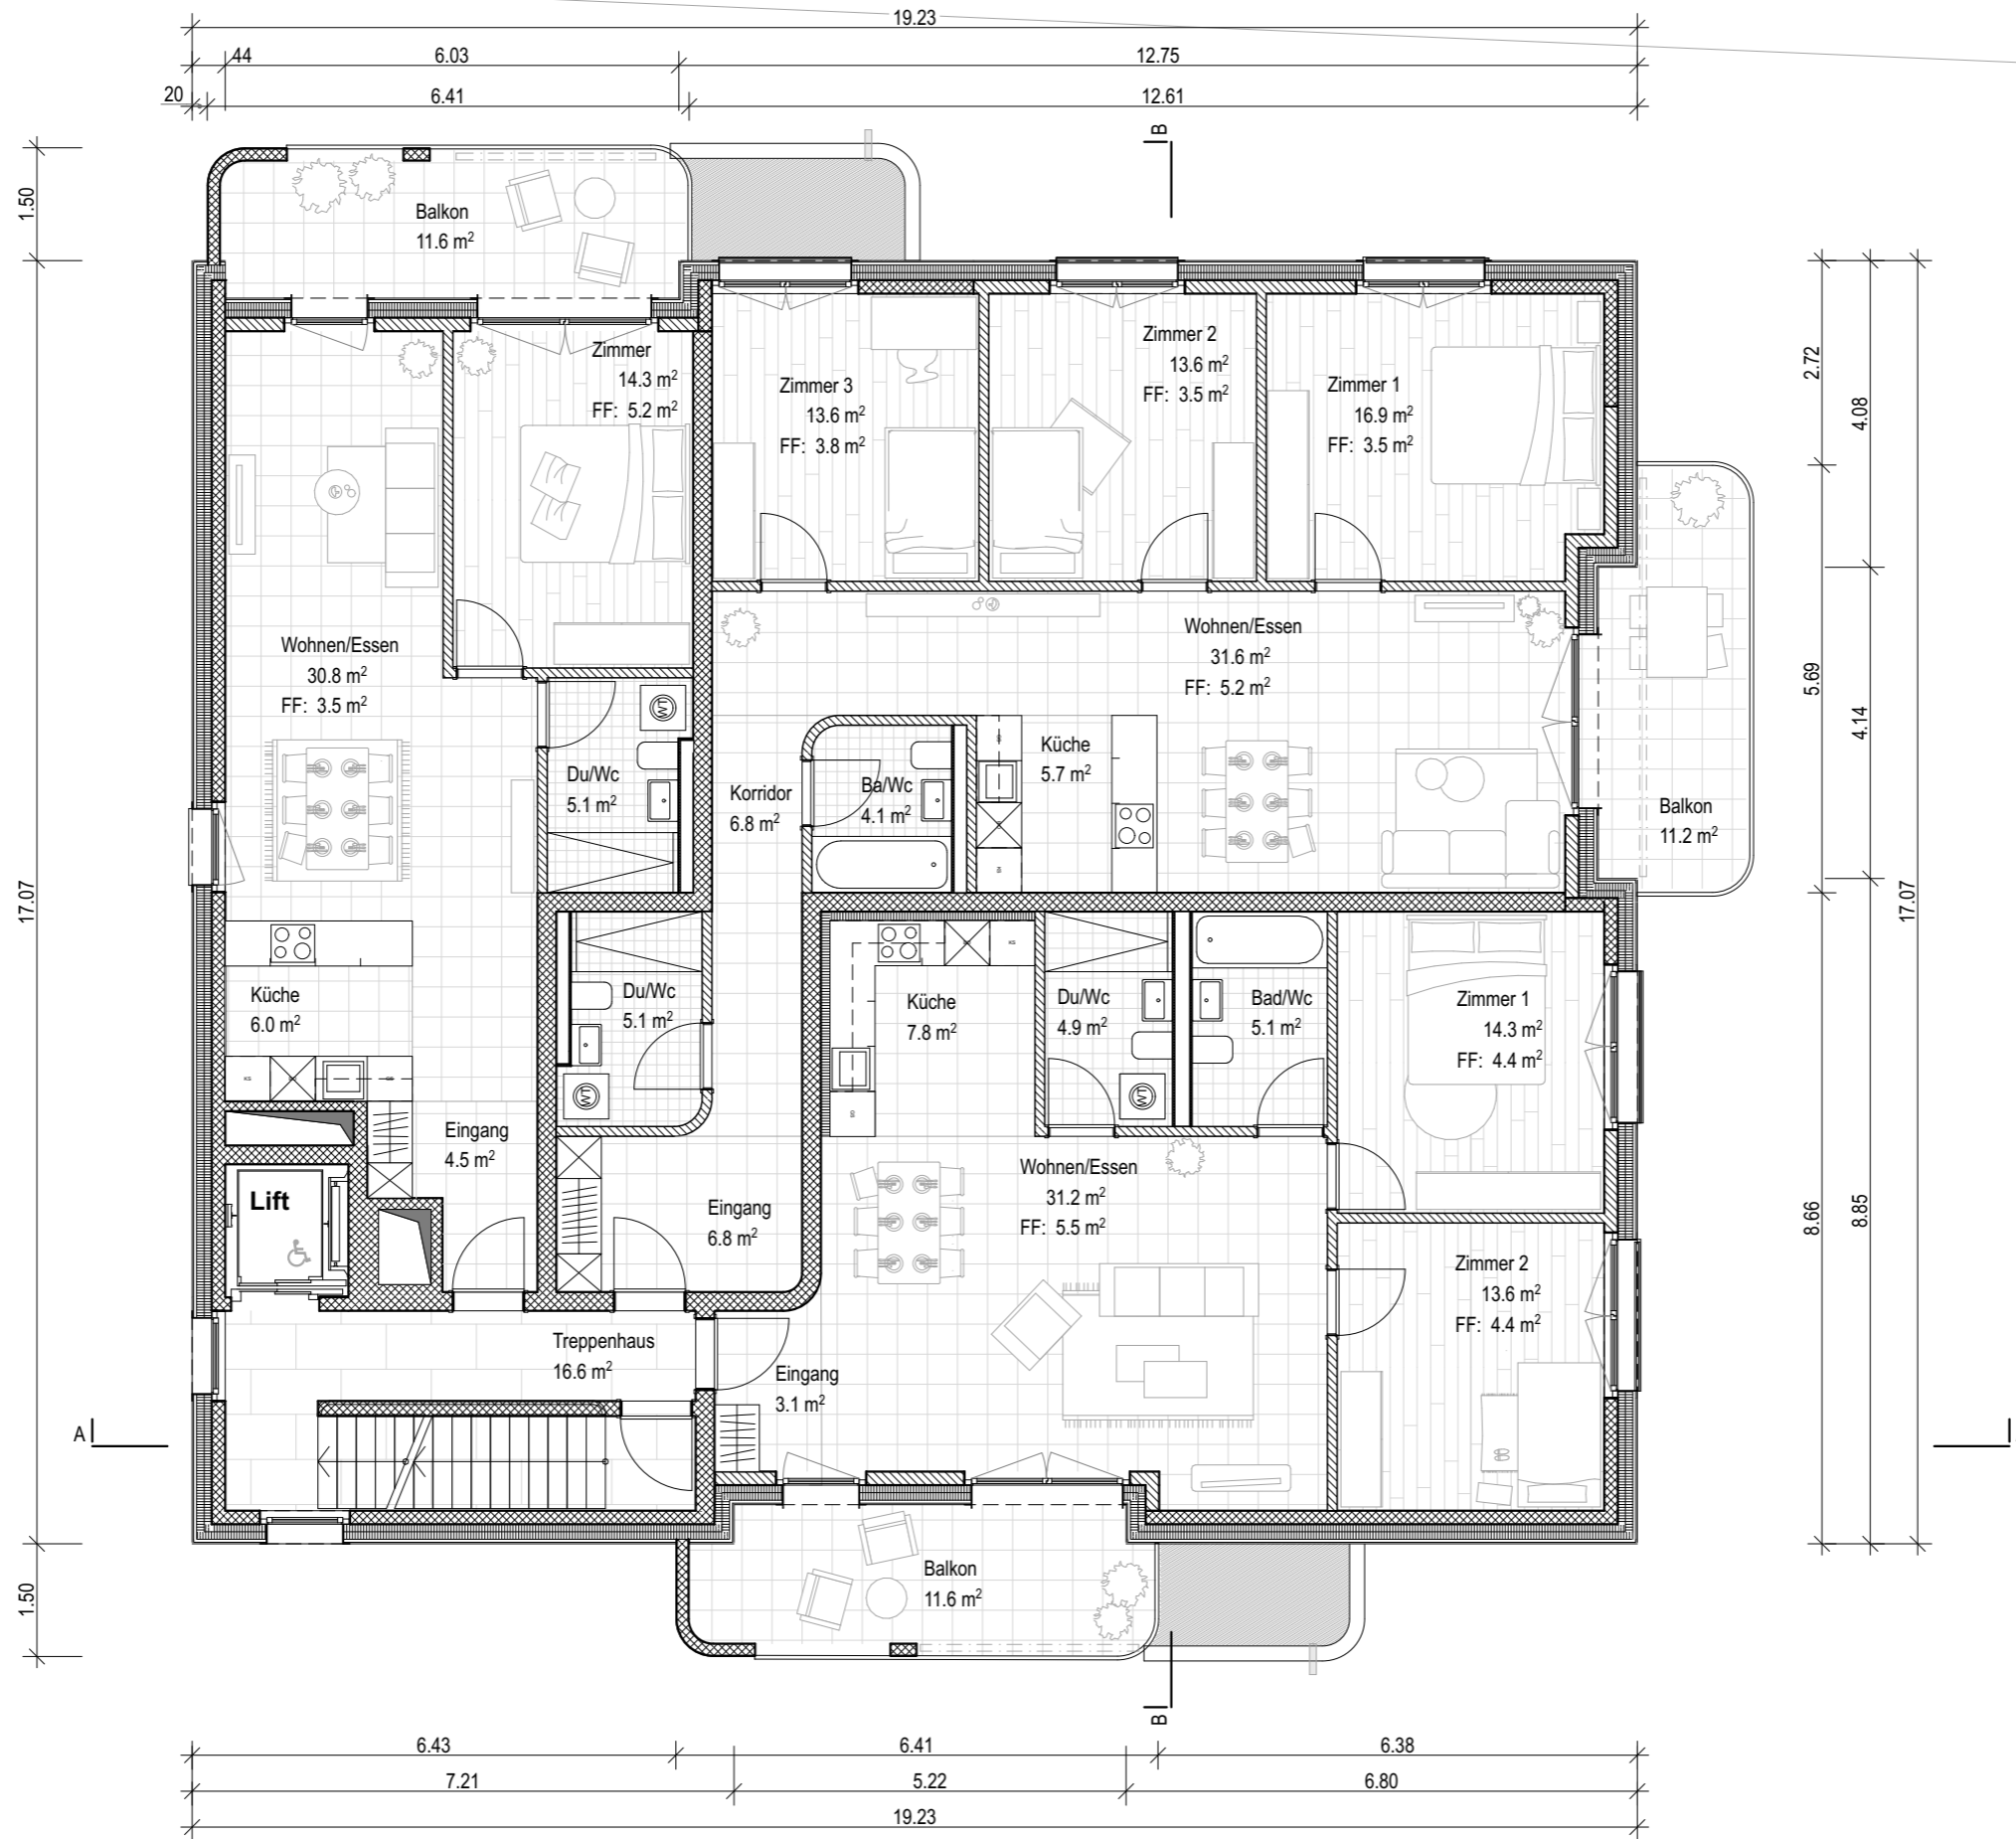 19.23
44
6.03
12.75
20
6.41
12.61
B
1.50
Balkon
11.6 m²
Zimmer
14.3 m²
FF: 5.2 m²
Zimmer 3
13.6 m²
FF: 3.8 m²
Zimmer 2
13.6 m²
FF: 3.5 m²
Zimmer 1
16.9 m²
FF: 3.5 m²
2.72
4.08
Wohnen/Essen
30.8 m²
FF: 3.5 m²
Wohnen/Essen
31.6 m²
FF: 5.2 m²
5.69
4.14
WT
Du/Wc
5.1 m²
Korridor
6.8 m²
Ba/Wc
4.1 m²
Küche
5.7 m²
Balkon
11.2 m²
17.07
17.07
Küche
6.0 m²
Du/Wc
5.1 m²
WT
Küche
7.8 m²
Du/Wc
4.9 m²
WT
Bad/Wc
5.1 m²
Zimmer 1
14.3 m²
FF: 4.4 m²
Eingang
4.5 m²
Lift
Eingang
6.8 m²
Wohnen/Essen
31.2 m²
FF: 5.5 m²
8.66
8.85
Zimmer 2
13.6 m²
FF: 4.4 m²
Treppenhaus
16.6 m²
Eingang
3.1 m²
A
Balkon
11.6 m²
1.50
B
6.43
6.41
6.38
7.21
5.22
6.80
19.23